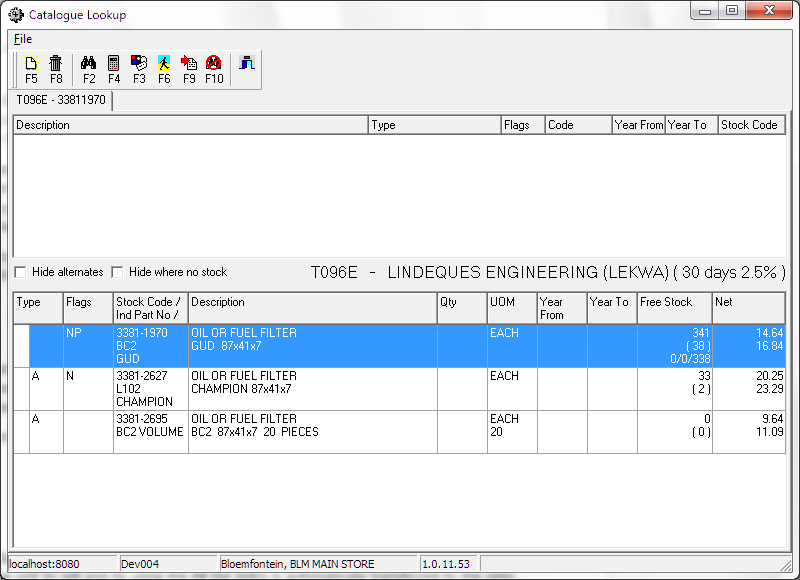 Catalogue Lookup
File
F5 F8 F2 F4 F3 F6 F9 F10
T096E - 33811970
Description Type Flags Code Year From Year To Stock Code
Hide alternates Hide where no stock T096E - LINDEQUES ENGINEERING (LEKWA) ( 30 days 2.5% )
Type Flags Stock Code / Description Qty UOM Year Year To Free Stock Net
Ind Part No / From
NP 3381-1970 OIL OR FUEL FILTER EACH 341 14.64
BC2 GUD 87x41x7 ( 38 ) 16.84
GUD 0/0/338
A N 3381-2627 OIL OR FUEL FILTER EACH 33 20.25
L102 CHAMPION 87x41x7 ( 2 ) 23.29
CHAMPION
A 3381-2695 OIL OR FUEL FILTER EACH 0 9.64
BC2 VOLUME BC2 87x41x7 20 PIECES 20 ( 0 ) 11.09
localhost:8080 Dev004 Bloemfontein, BLM MAIN STORE 1.0.11.53